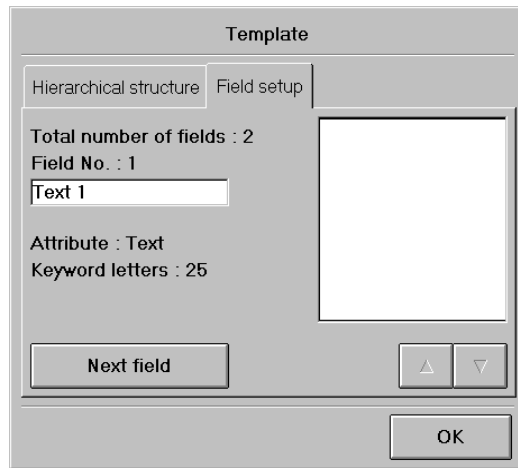 Template
Hierarchical structure
Field setup
Total number of fields : 2
Field No. : 1
Text 1
Attribute : Text
Keyword letters : 25
Next field
OK